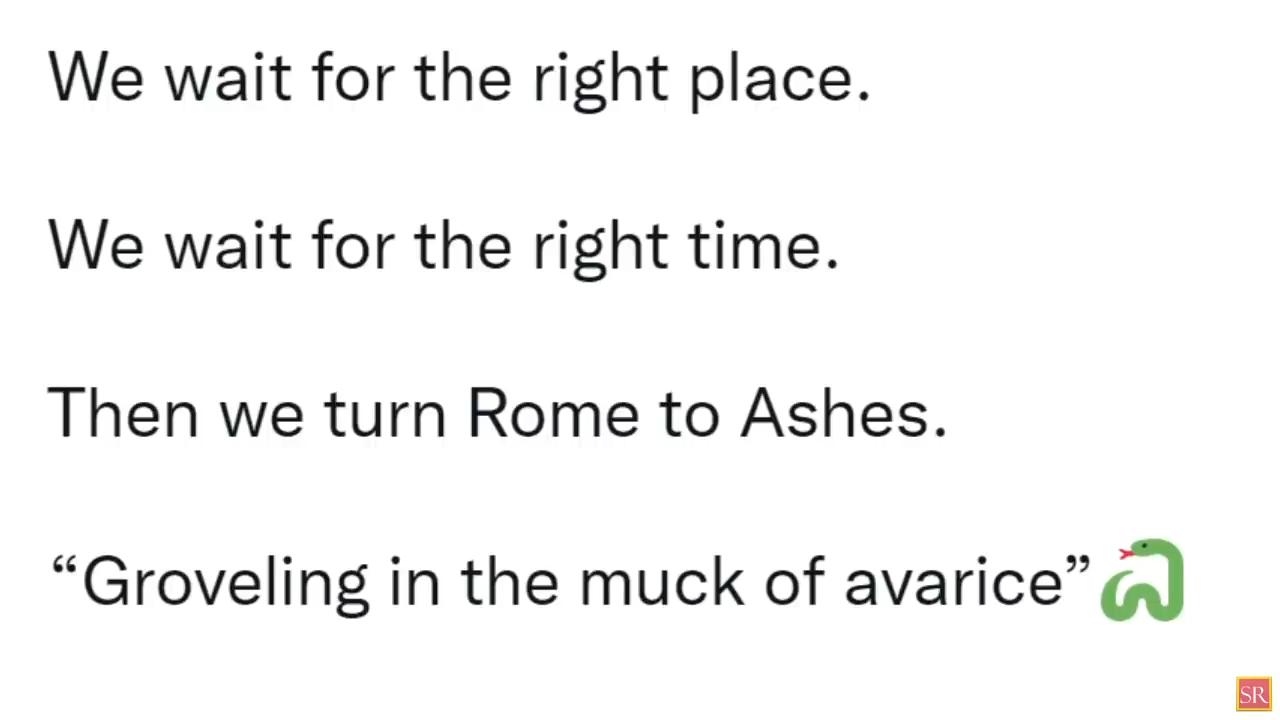 We wait for the right place.
We wait for the right time.
Then we turn Rome to Ashes.
“Groveling in the muck of avarice”🐍
SR